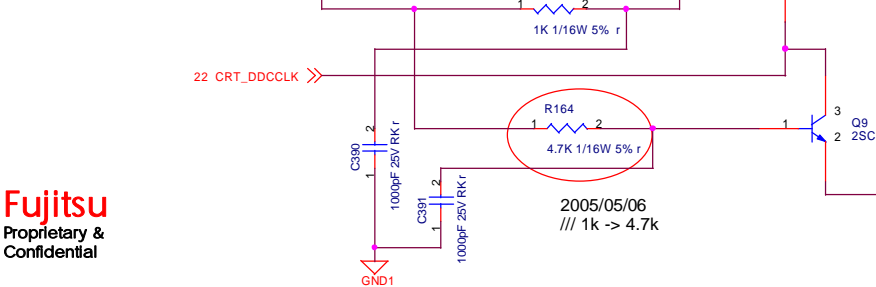 1
2
1K 1/16W 5% r
22 CRT_DDCCLK
R164
1
2
4.7K 1/16W 5% r
1
3
2
Q9
2SC
C390
1
2
1000pF 25V RK r
C391
1
2
1000pF 25V RK r
2005/05/06
/// 1k -> 4.7k
Fujitsu
Proprietary &
Confidential
GND1